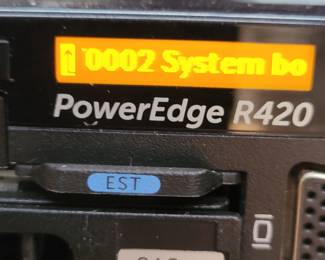 0002 System bo
PowerEdge R420
EST